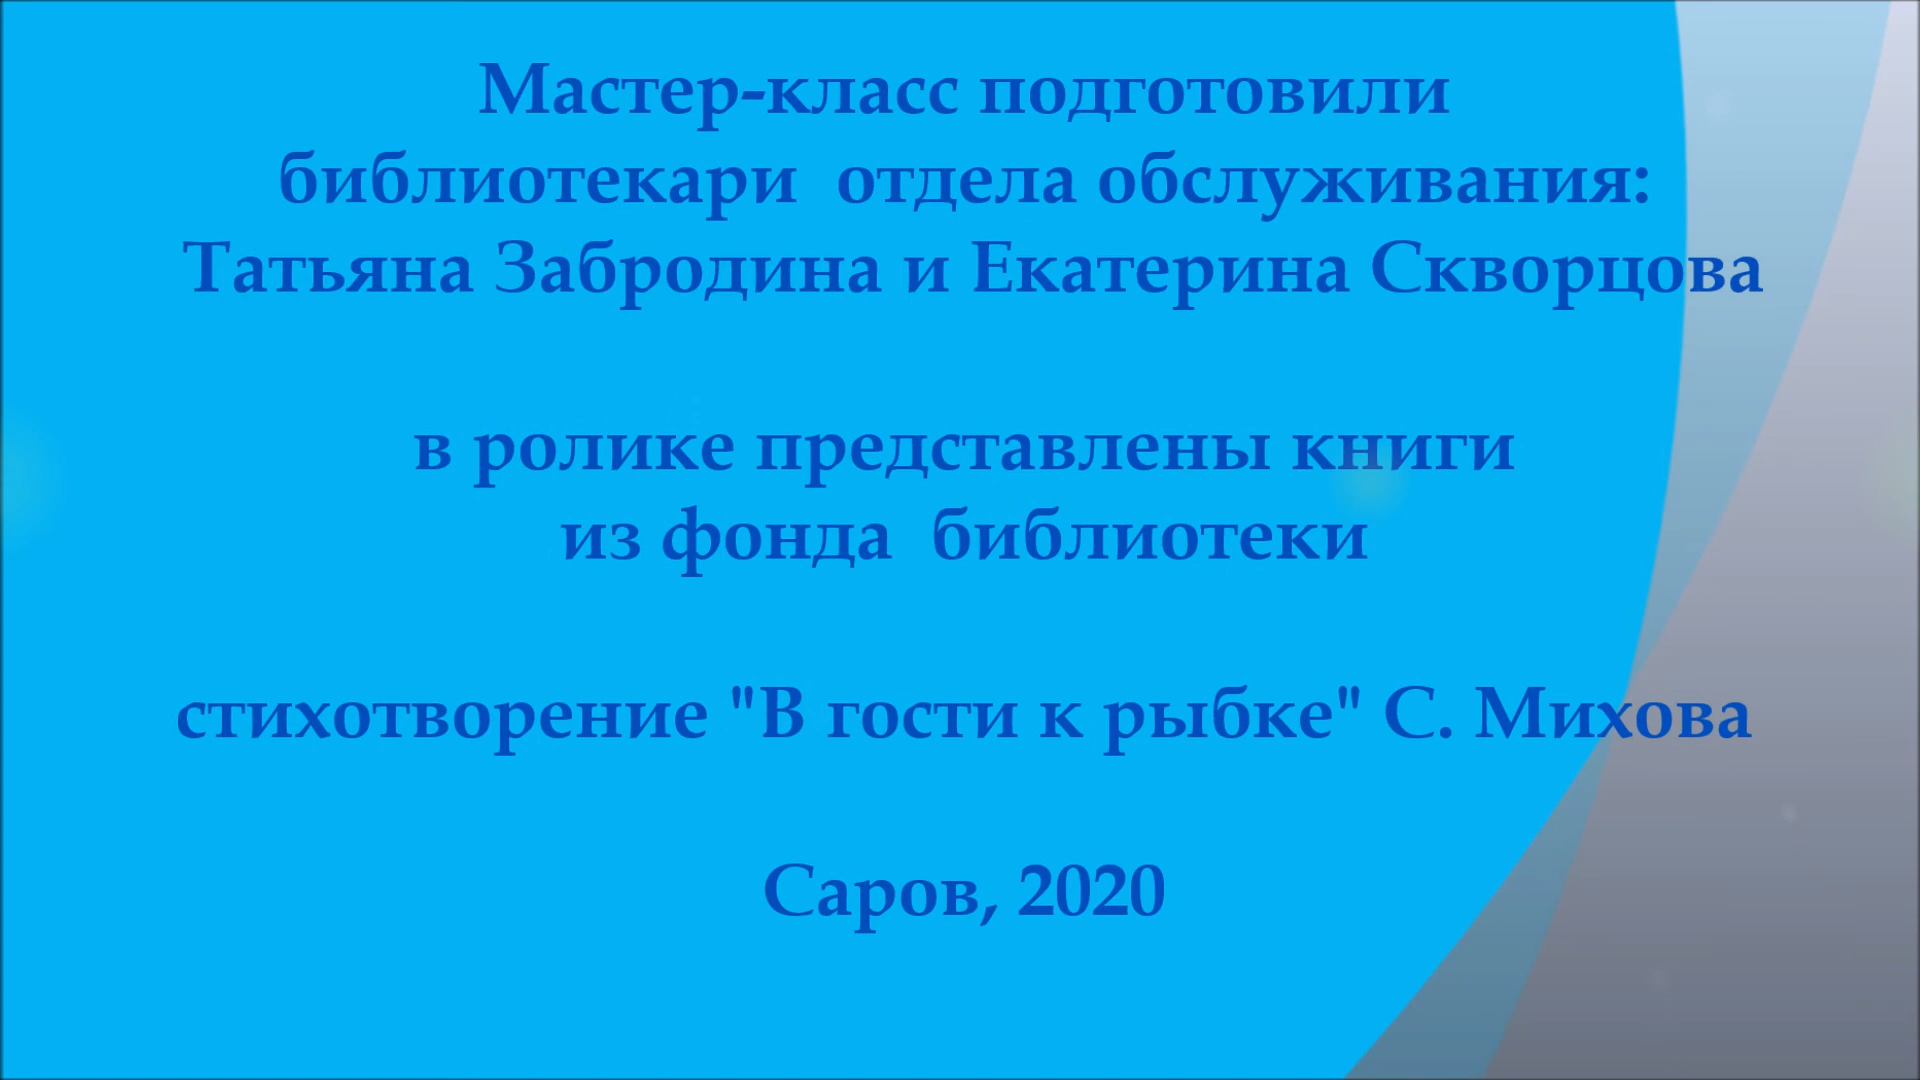 Мастер-класс подготовили
библиотекари отдела обслуживания:
Татьяна Забродина и Екатерина Скворцова
в ролике представлены книги
из фонда библиотеки
стихотворение "В гости к рыбке" С. Михова
Саров, 2020